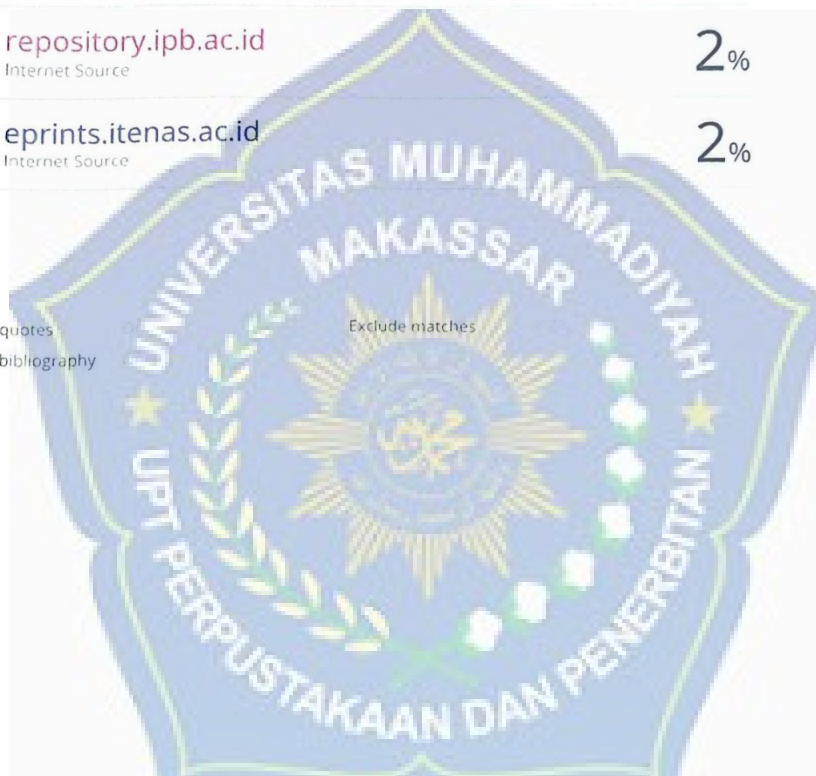 repository.ipb.ac.id
Internet Source
2%
eprints.itenas.ac.id
Internet Source
2%
UNIVERSITAS MUHAMMADIYAH
MAKASSAR
quotes
Exclude matches
bibliography
UPT PERPUSTAKAAN DAN PENERBITAN